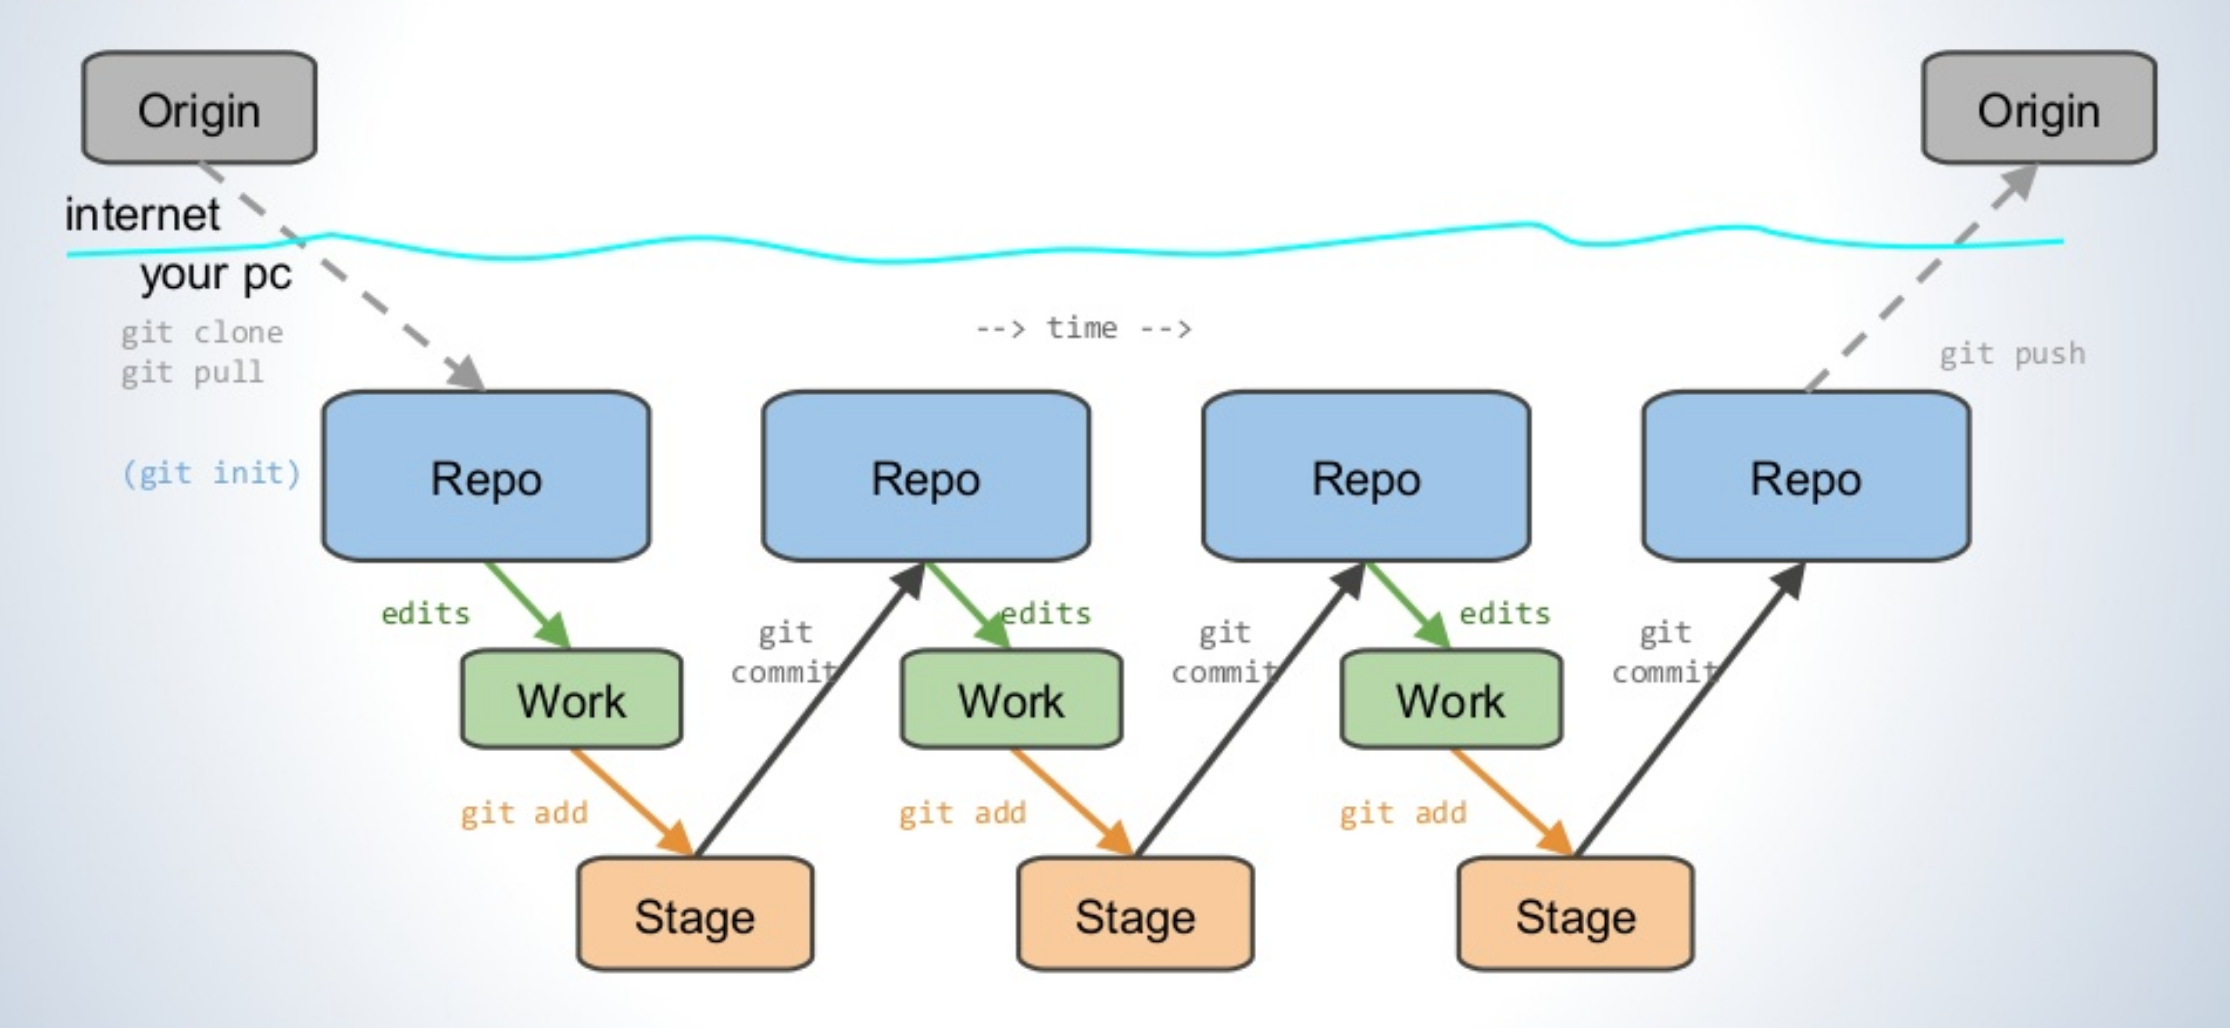 Origin
Origin
internet
your pc
git clone
git pull
--> time -->
git push
(git init)
Repo
Repo
Repo
Repo
edits
git
commit
edits
git
commit
edits
git
commit
Work
Work
Work
git add
git add
git add
Stage
Stage
Stage